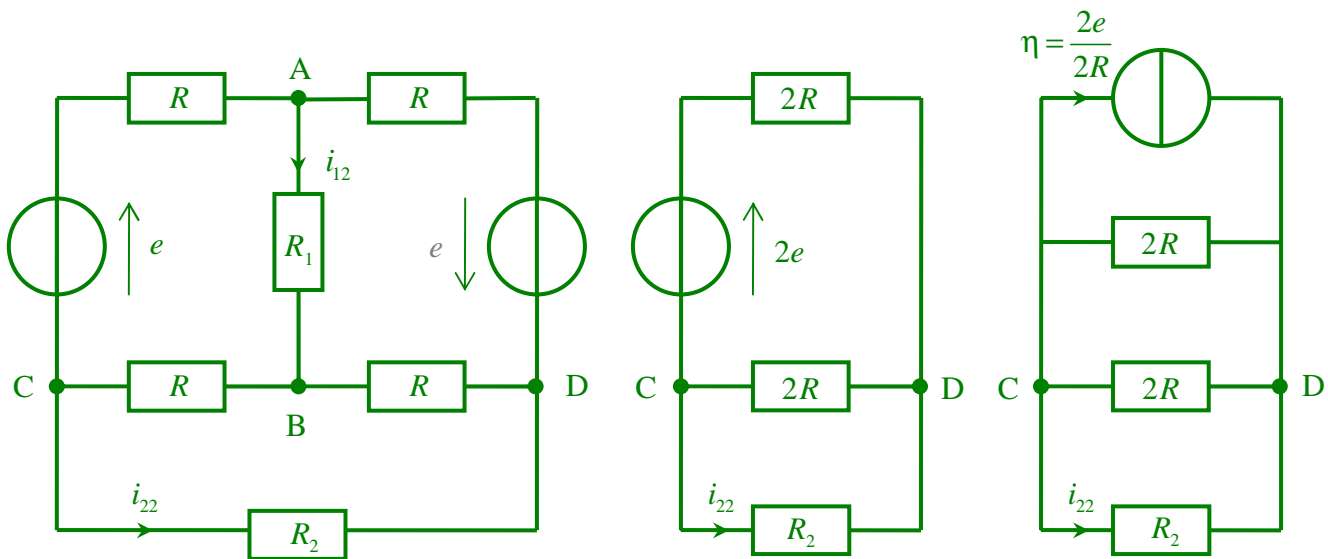 R
A
R
i₁₂
e
R₁
e
C
R
B
R
D
i₂₂
R₂
2R
2e
C
2R
D
i₂₂
R₂
η = 2e/2R
2R
C
2R
D
i₂₂
R₂